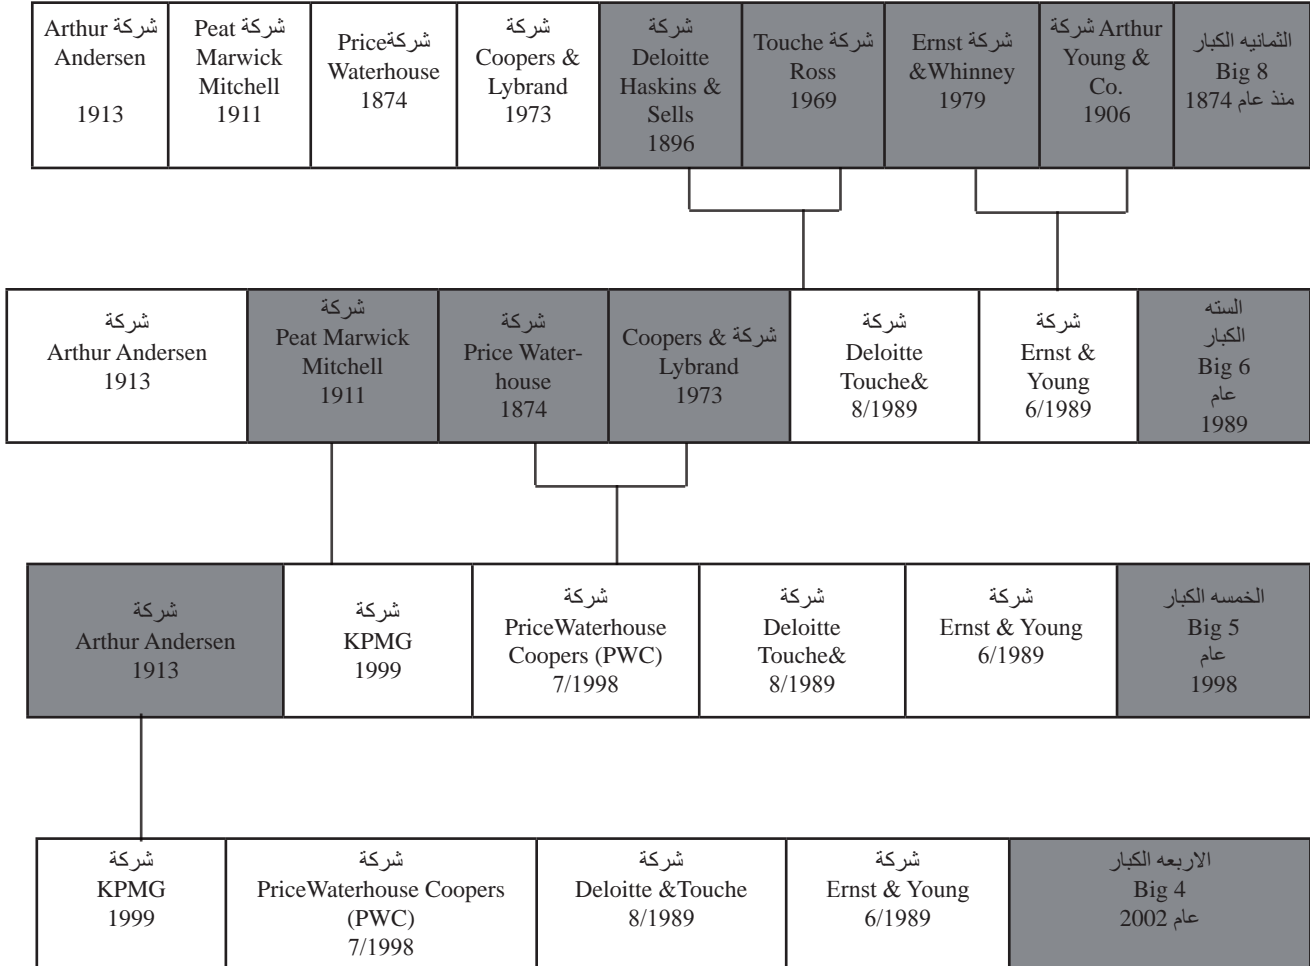 الثمانيه الكبار
Big 8
منذ عام 1874
شركة Arthur
Young &
Co.
1906
شركة Ernst
&Whinney
1979
شركة Touche
Ross
1969
شركة
Deloitte
Haskins &
Sells
1896
شركة
Coopers &
Lybrand
1973
شركةPrice
Waterhouse
1874
شركة Peat
Marwick
Mitchell
1911
شركة Arthur
Andersen
1913
السته
الكبار
Big 6
عام
1989
شركة
Ernst &
Young
6/1989
شركة
Deloitte
Touche&
8/1989
شركة Coopers &
Lybrand
1973
شركة
Price Water-
house
1874
شركة
Peat Marwick
Mitchell
1911
شركة
Arthur Andersen
1913
الخمسه الكبار
Big 5
عام
1998
شركة
Ernst & Young
6/1989
شركة
Deloitte
Touche&
8/1989
شركة
PriceWaterhouse
Coopers (PWC)
7/1998
شركة
KPMG
1999
شركة
Arthur Andersen
1913
الاربعه الكبار
Big 4
عام 2002
شركة
Ernst & Young
6/1989
شركة
Deloitte &Touche
8/1989
شركة
PriceWaterhouse Coopers
(PWC)
7/1998
شركة
KPMG
1999